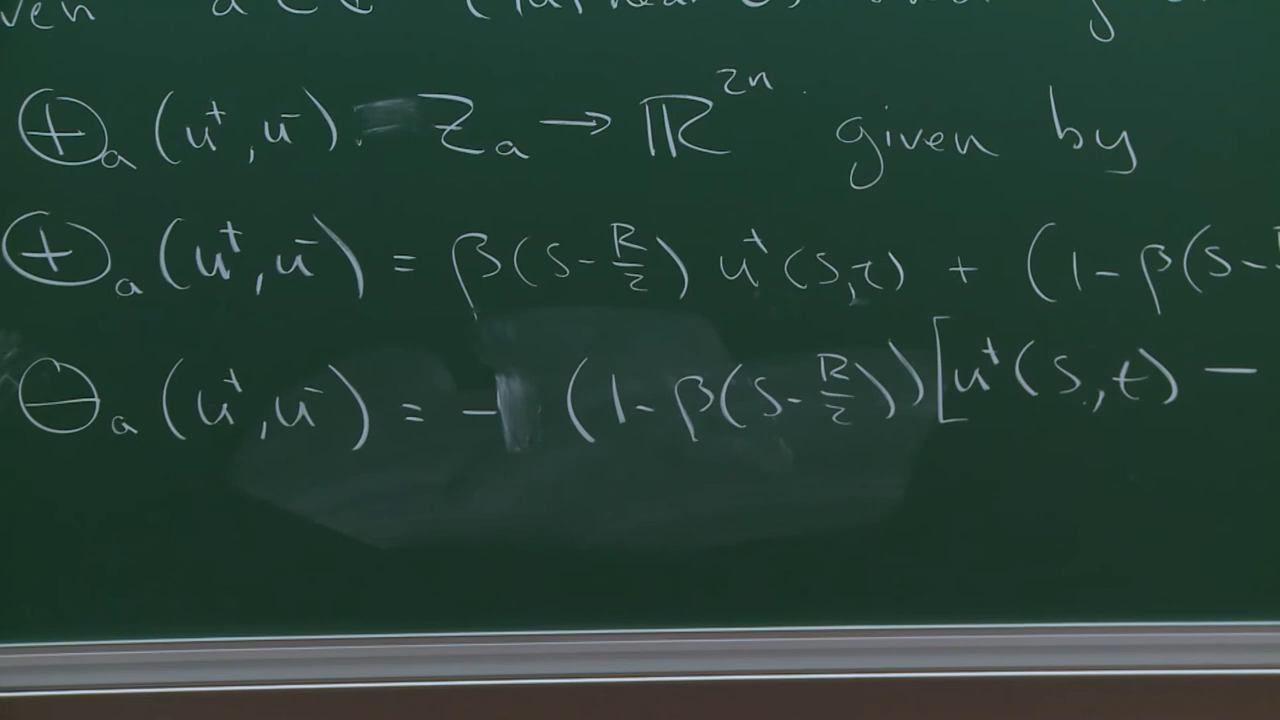 ⊕ₐ(u⁺,u⁻): Zₐ → ℝ²ⁿ given by
⊕ₐ(u⁺,u⁻) = β(s-R/2) u⁺(s,t) + (1-β(s-
⊖ₐ(u⁺,u⁻) = - (1-β(s-R/2))[u⁺(s,t) -